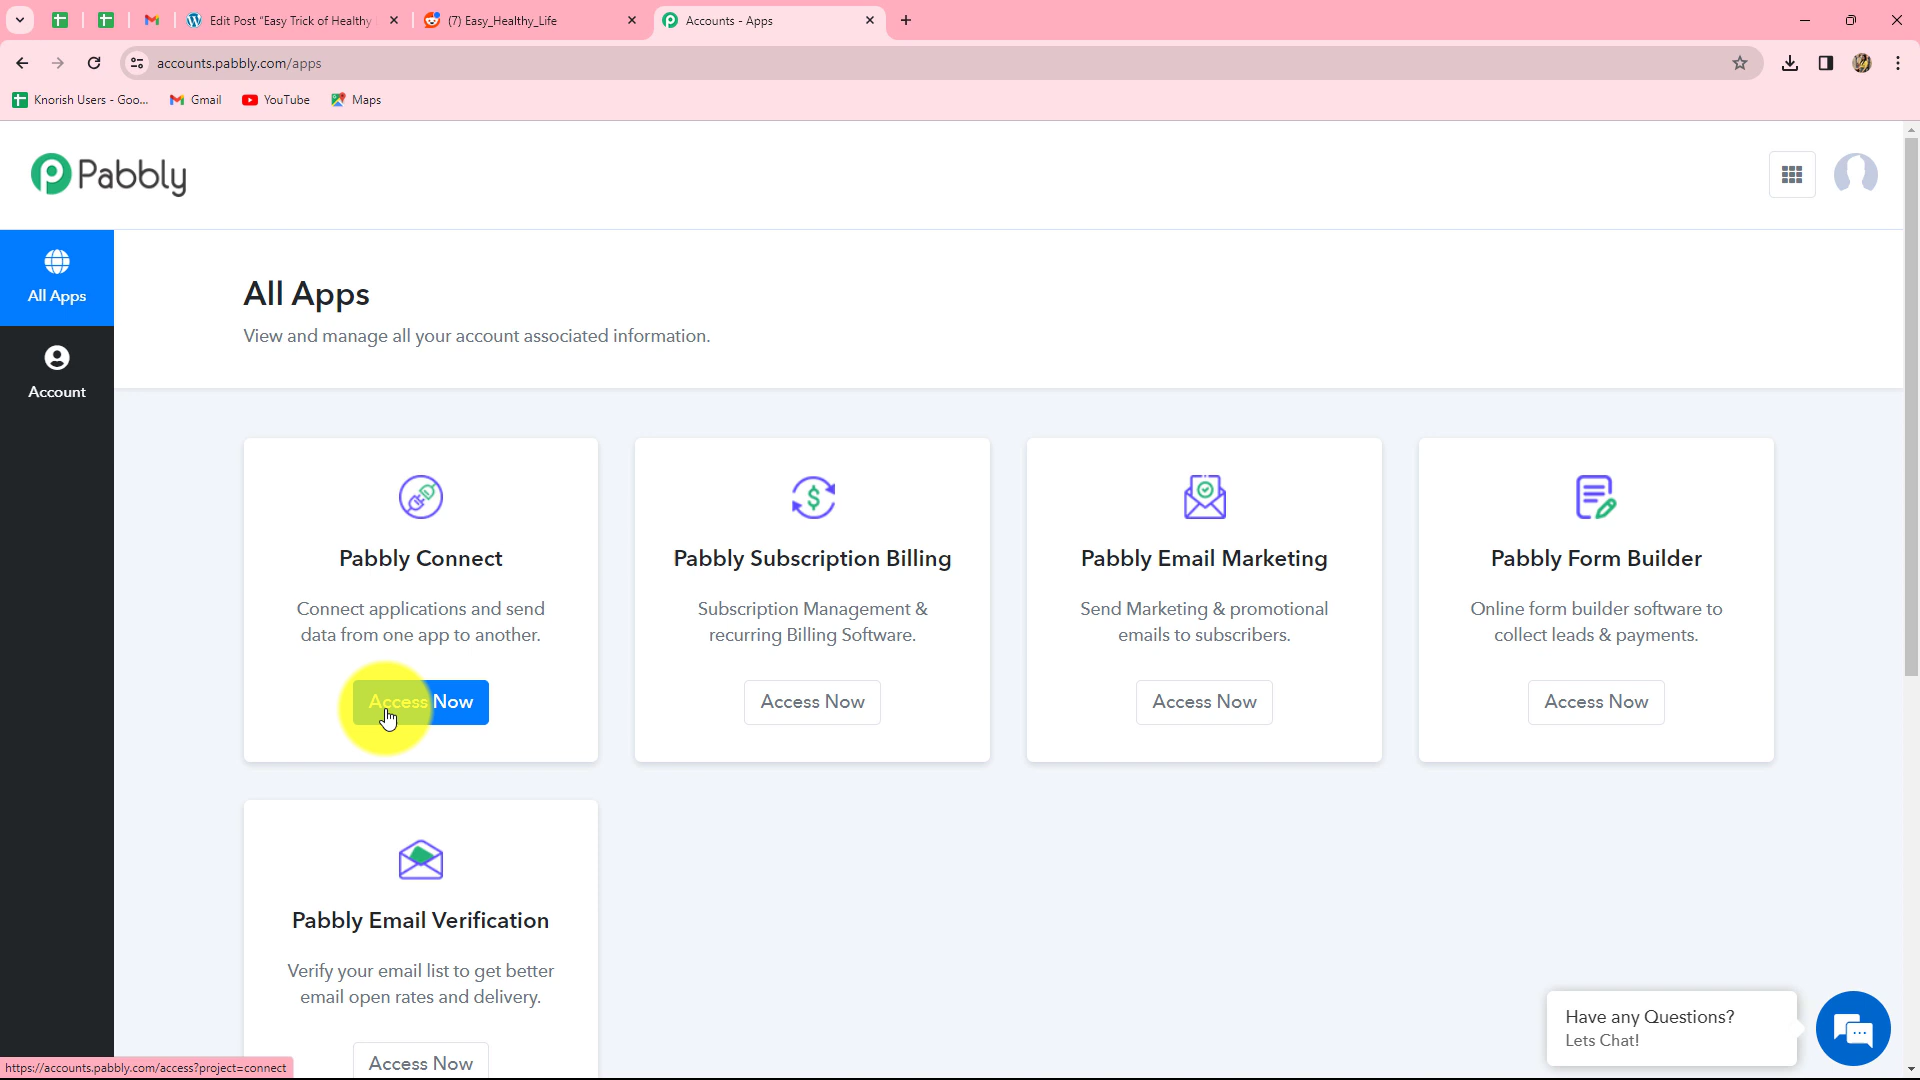 Edit Post "Easy Trick of Healthy
(7) Easy_Healthy_Life
Accounts - Apps
accounts.pabbly.com/apps
Knorish Users - Goo...
Gmail
YouTube
Maps
Pabbly
All Apps
Account
All Apps
View and manage all your account associated information.
Pabbly Connect
Connect applications and send
data from one app to another.
Access Now
Pabbly Subscription Billing
Subscription Management &
recurring Billing Software.
Access Now
Pabbly Email Marketing
Send Marketing & promotional
emails to subscribers.
Access Now
Pabbly Form Builder
Online form builder software to
collect leads & payments.
Access Now
Pabbly Email Verification
Verify your email list to get better
email open rates and delivery.
Access Now
Have any Questions?
Lets Chat!
https://accounts.pabbly.com/access?project=connect